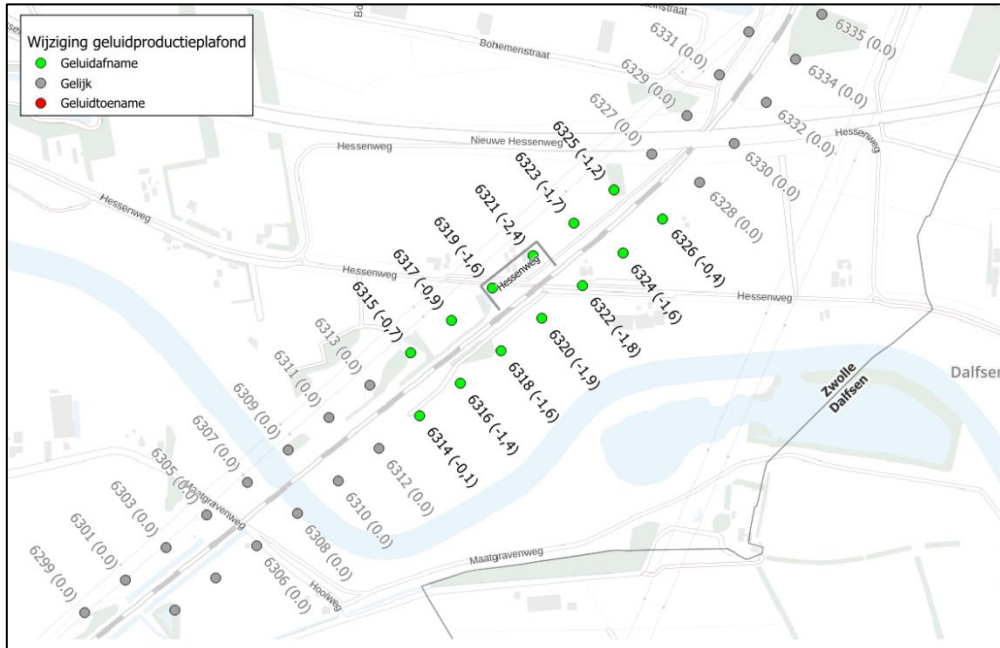 Wijziging geluidproductieplafond
Geluidafname
Gelijk
Geluidtoename
Bohemenstraat
6335 (0.0)
6331 (0.0)
6334 (0.0)
6329 (0.0)
6332 (0.0)
6327 (0.0)
6330 (0.0)
Hessenweg
Nieuwe Hessenweg
Hessenweg
6325 (-1,2)
6328 (0.0)
6323 (-1,7)
6326 (-0,4)
Hessenweg
6321 (-2,4)
6324 (-1,6)
6319 (-1,6)
Hessenweg
Hessenweg
6322 (-1,8)
Hessenweg
6317 (-0,9)
6320 (-1,9)
6315 (-0,7)
6318 (-1,6)
6313 (0.0)
6316 (-1,4)
6311 (0.0)
6314 (-0,1)
Zwolle
Dalfsen
Dalfsen
6309 (0.0)
6312 (0.0)
6307 (0.0)
6310 (0.0)
6305 (0.0)
Maatgravenweg
6308 (0.0)
6303 (0.0)
6306 (0.0)
6301 (0.0)
Hooiweg
Maatgravenweg
6299 (0.0)